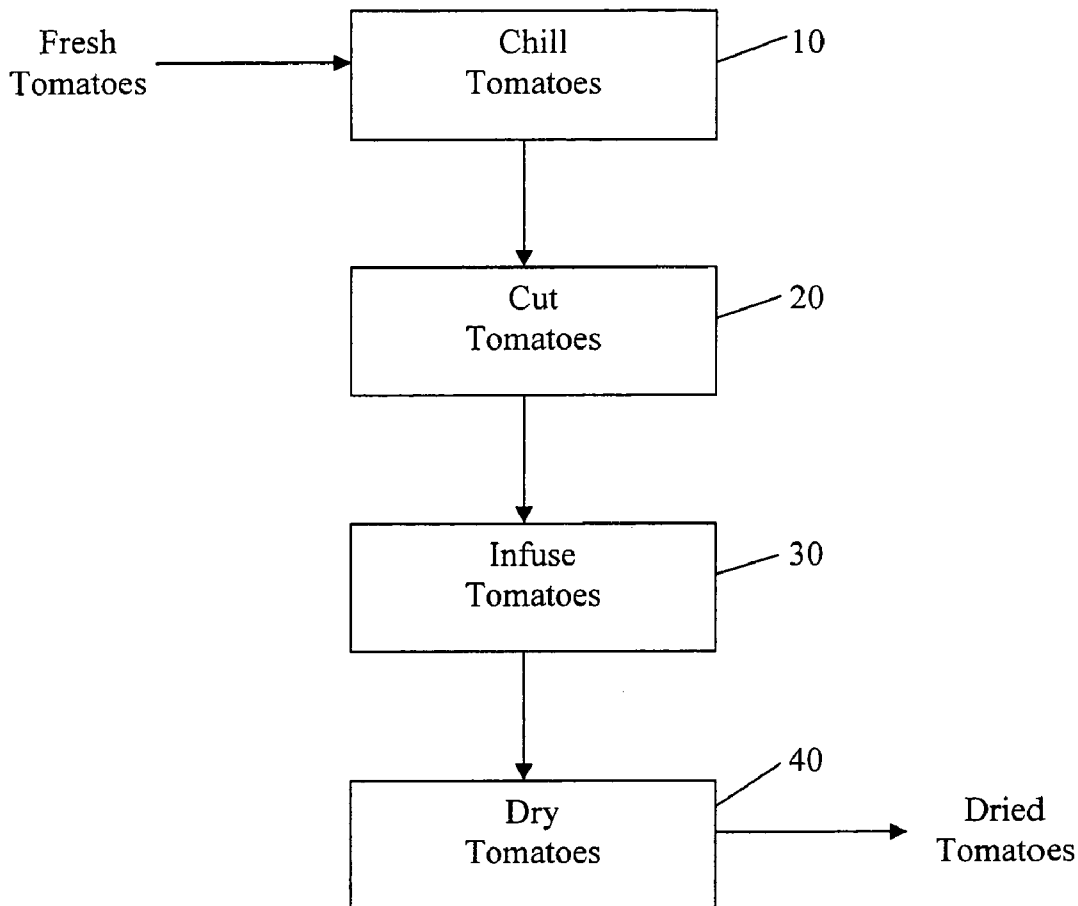 Fresh
Tomatoes
Chill
Tomatoes
10
Cut
Tomatoes
20
Infuse
Tomatoes
30
Dry
Tomatoes
40
Dried
Tomatoes